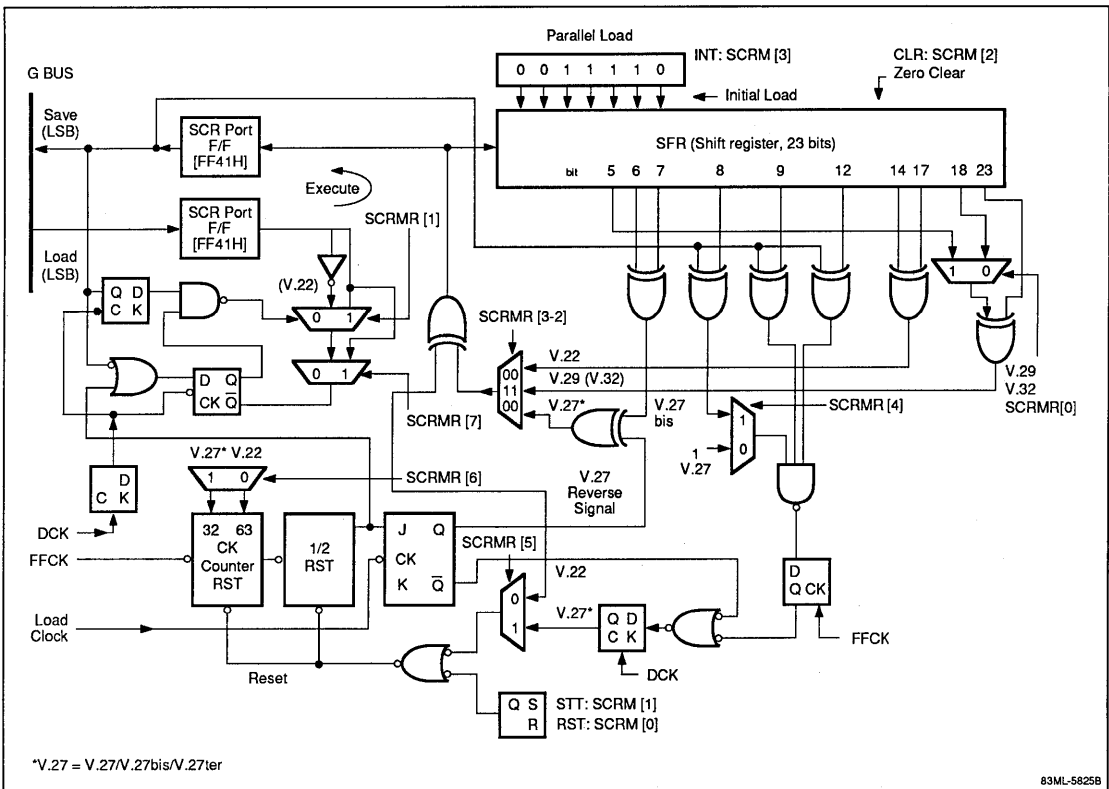 Parallel Load
0 0 1 1 1 1 0
INT: SCRM [3]
CLR: SCRM [2]
Zero Clear
Initial Load
G BUS
Save
(LSB)
SCR Port
F/F
[FF41H]
SFR (Shift register, 23 bits)
bit 5 6 7 8 9 12 14 17 18 23
Execute
SCR Port
F/F
[FF41H]
SCRMR [1]
Load
(LSB)
(V.22)
1 0
Q D
C K
0 1
SCRMR [3-2]
V.22
00
V.29 (V.32)
11
V.27*
00
V.27
bis
V.29
V.32
SCRMR[0]
0 1
D Q
CK Q
SCRMR [7]
SCRMR [4]
1
0
1
V.27
V.27* V.22
1 0
SCRMR [6]
V.27
Reverse
Signal
D
C K
DCK
FFCK
32 63
CK
Counter
RST
1/2
RST
J Q
CK
K Q
SCRMR [5]
V.22
0
1
V.27*
Q D
C K
D
Q CK
FFCK
Load
Clock
DCK
Reset
Q S
R
STT: SCRM [1]
RST: SCRM [0]
*V.27 = V.27/V.27bis/V.27ter
83ML-5825B